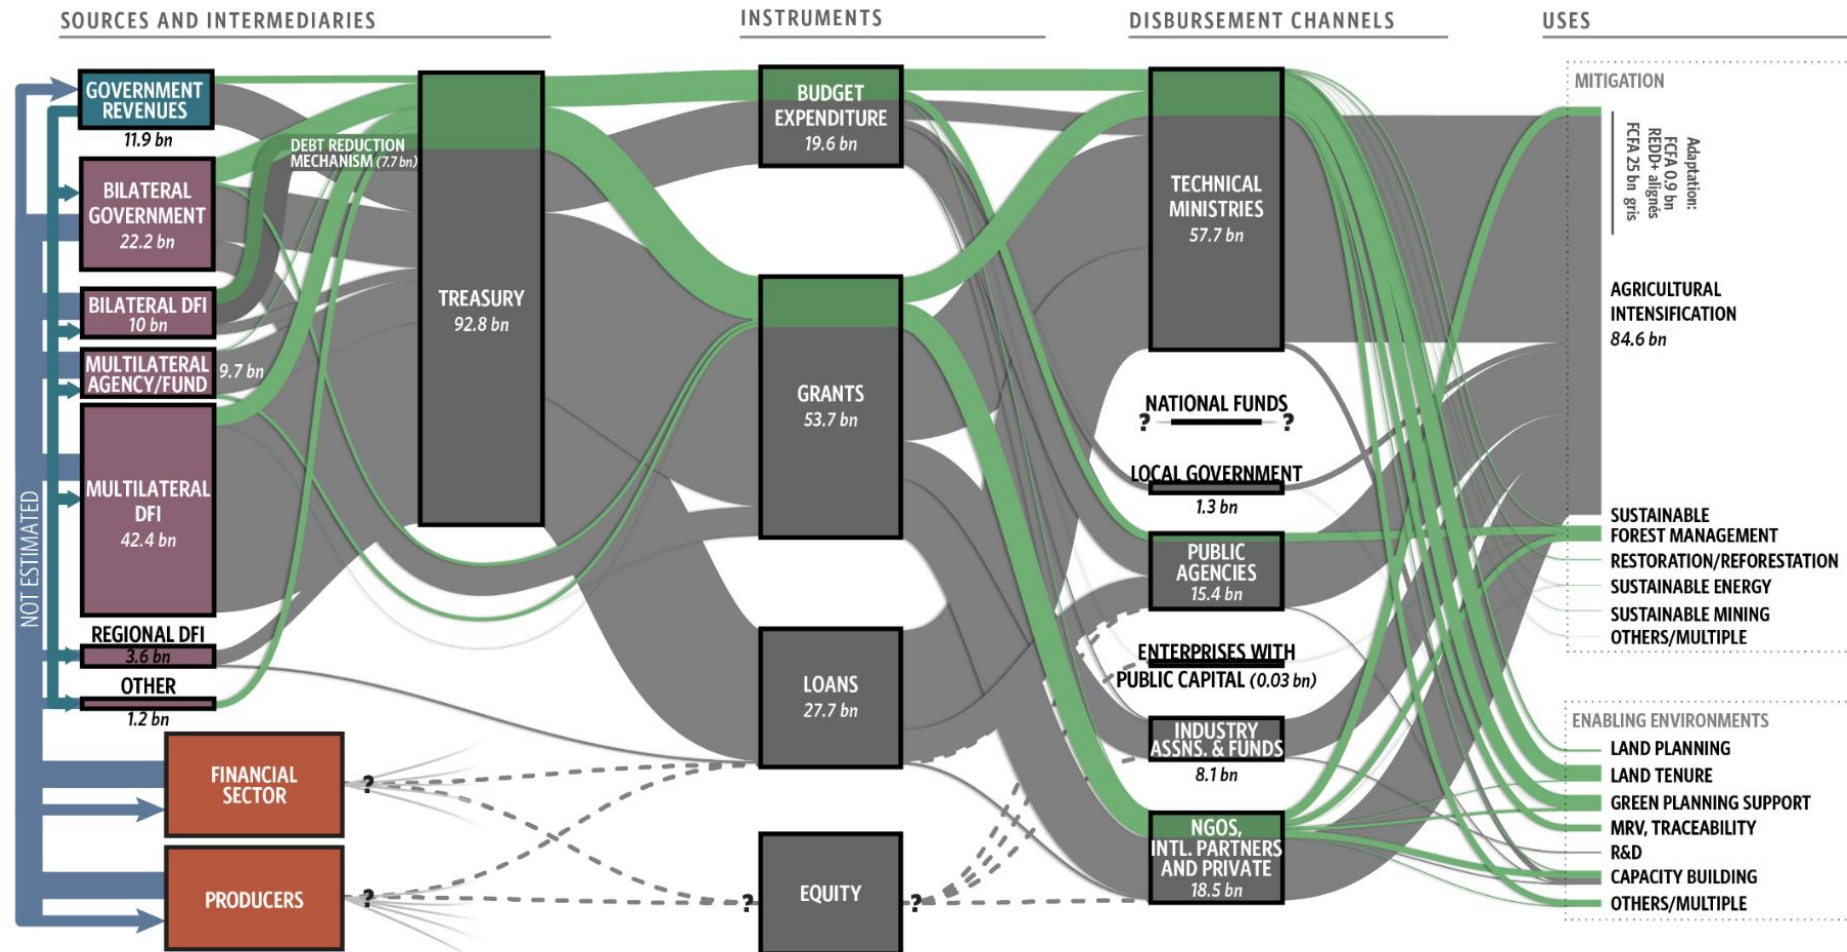 SOURCES AND INTERMEDIARIES
INSTRUMENTS
DISBURSEMENT CHANNELS
USES
GOVERNMENT
REVENUES
11.9 bn
BILATERAL
GOVERNMENT
22.2 bn
DEBT REDUCTION
MECHANISM (7.7 bn)
BILATERAL DFI
10 bn
MULTILATERAL
AGENCY/FUND
9.7 bn
MULTILATERAL
DFI
42.4 bn
REGIONAL DFI
3.6 bn
OTHER
1.2 bn
NOT ESTIMATED
FINANCIAL
SECTOR
?
PRODUCERS
?
TREASURY
92.8 bn
BUDGET
EXPENDITURE
19.6 bn
GRANTS
53.7 bn
LOANS
27.7 bn
? EQUITY ?
TECHNICAL
MINISTRIES
57.7 bn
NATIONAL FUNDS
? ?
LOCAL GOVERNMENT
1.3 bn
PUBLIC
AGENCIES
15.4 bn
ENTERPRISES WITH
PUBLIC CAPITAL (0.03 bn)
INDUSTRY
ASSNS. & FUNDS
8.1 bn
NGOS,
INTL. PARTNERS
AND PRIVATE
18.5 bn
MITIGATION
Adaptation:
FCFA 0.9 bn
REDD+ alignés
FCFA 25 bn gris
AGRICULTURAL
INTENSIFICATION
84.6 bn
SUSTAINABLE
FOREST MANAGEMENT
RESTORATION/REFORESTATION
SUSTAINABLE ENERGY
SUSTAINABLE MINING
OTHERS/MULTIPLE
ENABLING ENVIRONMENTS
LAND PLANNING
LAND TENURE
GREEN PLANNING SUPPORT
MRV, TRACEABILITY
R&D
CAPACITY BUILDING
OTHERS/MULTIPLE